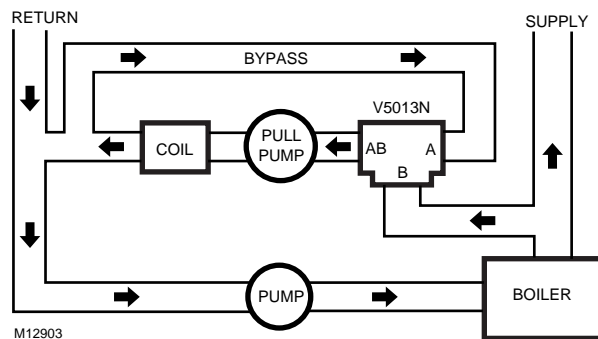 RETURN
SUPPLY
BYPASS
V5013N
COIL
PULL
PUMP
AB
A
B
PUMP
BOILER
M12903